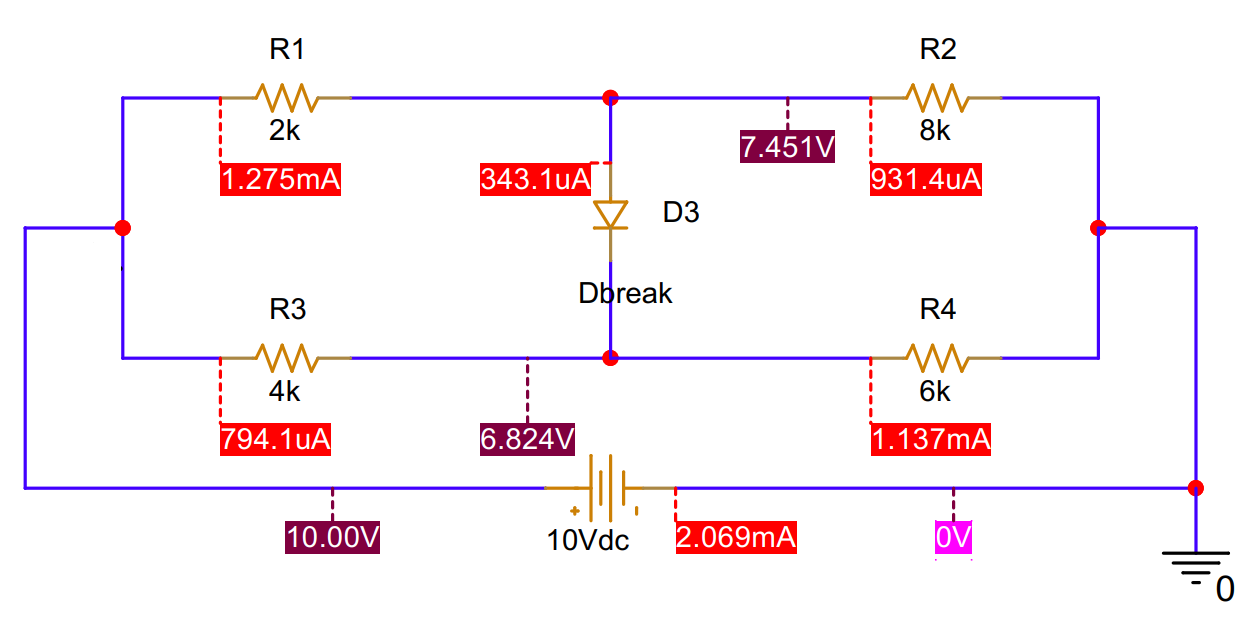 R1
R2
2k
8k
7.451V
1.275mA
343.1uA
931.4uA
D3
Dbreak
R3
R4
4k
6k
794.1uA
6.824V
1.137mA
+
-
10.00V
10Vdc
2.069mA
0V
0